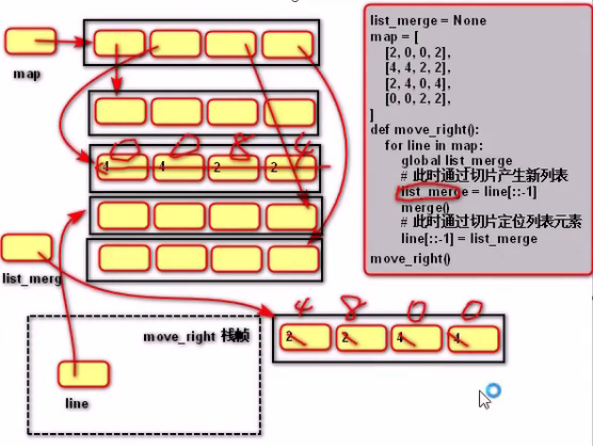 map
4 4 2 2
0 0 8 4
list_merg
move_right 栈帧
line
4 8 0 0
2 2 4 4
list_merge = None
map = [
[2, 0, 0, 2],
[4, 4, 2, 2],
[2, 4, 0, 4],
[0, 0, 2, 2],
]
def move_right():
for line in map:
global list_merge
# 此时通过切片产生新列表
list_merge = line[::-1]
merge()
# 此时通过切片定位列表元素
line[::-1] = list_merge
move_right()